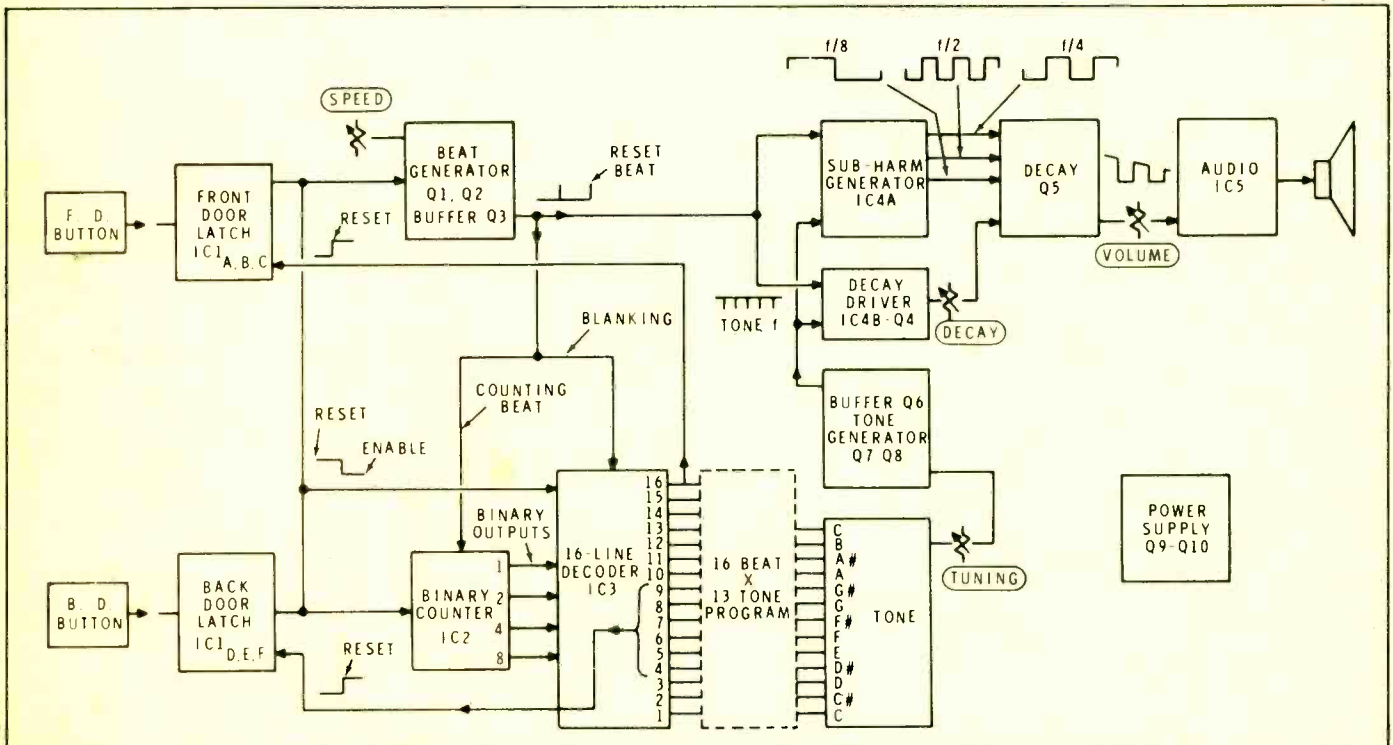 f/8
f/2
f/4
SPEED
BEAT
GENERATOR
Q1, Q2
BUFFER Q3
RESET
BEAT
SUB-HARM
GENERATOR
IC4A
DECAY
Q5
AUDIO
IC5
VOLUME
F. D.
BUTTON
FRONT
DOOR
LATCH
IC1 A, B, C
RESET
TONE f
DECAY
DRIVER
IC4B-Q4
DECAY
BLANKING
COUNTING
BEAT
RESET
ENABLE
BUFFER Q6
TONE
GENERATOR
Q7 Q8
POWER
SUPPLY
Q9-Q10
B. D.
BUTTON
BACK
DOOR
LATCH
IC1 D, E, F
RESET
BINARY
COUNTER
IC2
1
2
4
8
BINARY
OUTPUTS
16-LINE
DECODER
IC3
16
15
14
13
12
11
10
9
8
7
6
5
4
3
2
1
16 BEAT
X
13 TONE
PROGRAM
C
B
A#
A
G#
G
F#
F
E
D#
D
C#
C
TONE
TUNING